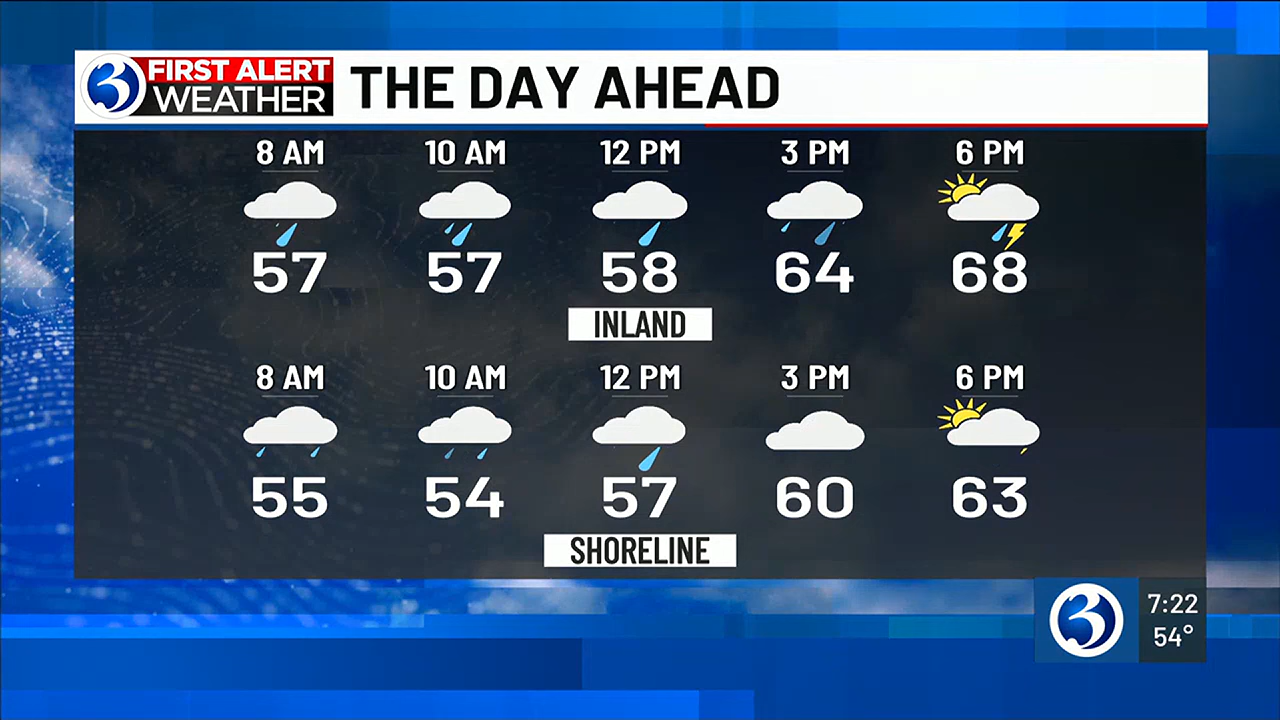 3 FIRST ALERT
WEATHER
THE DAY AHEAD
8 AM 10 AM 12 PM 3 PM 6 PM
57 57 58 64 68
INLAND
8 AM 10 AM 12 PM 3 PM 6 PM
55 54 57 60 63
SHORELINE
3 7:22
54°